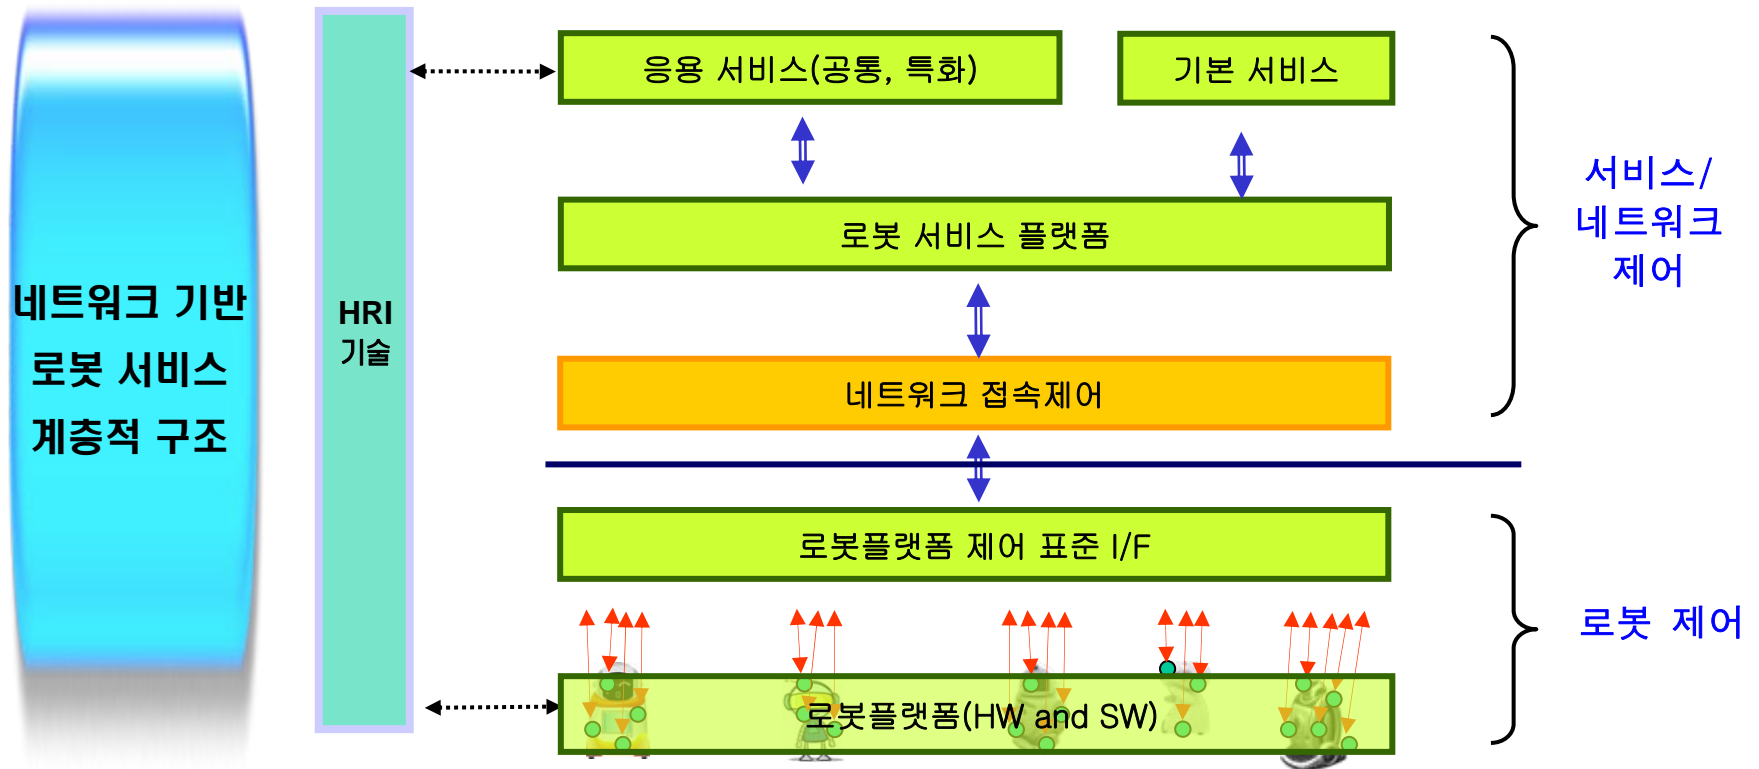 네트워크 기반
로봇 서비스
계층적 구조
HRI
기술
응용 서비스(공통, 특화)
기본 서비스
로봇 서비스 플랫폼
네트워크 접속제어
로봇플랫폼 제어 표준 I/F
로봇플랫폼(HW and SW)
서비스/
네트워크
제어
로봇 제어